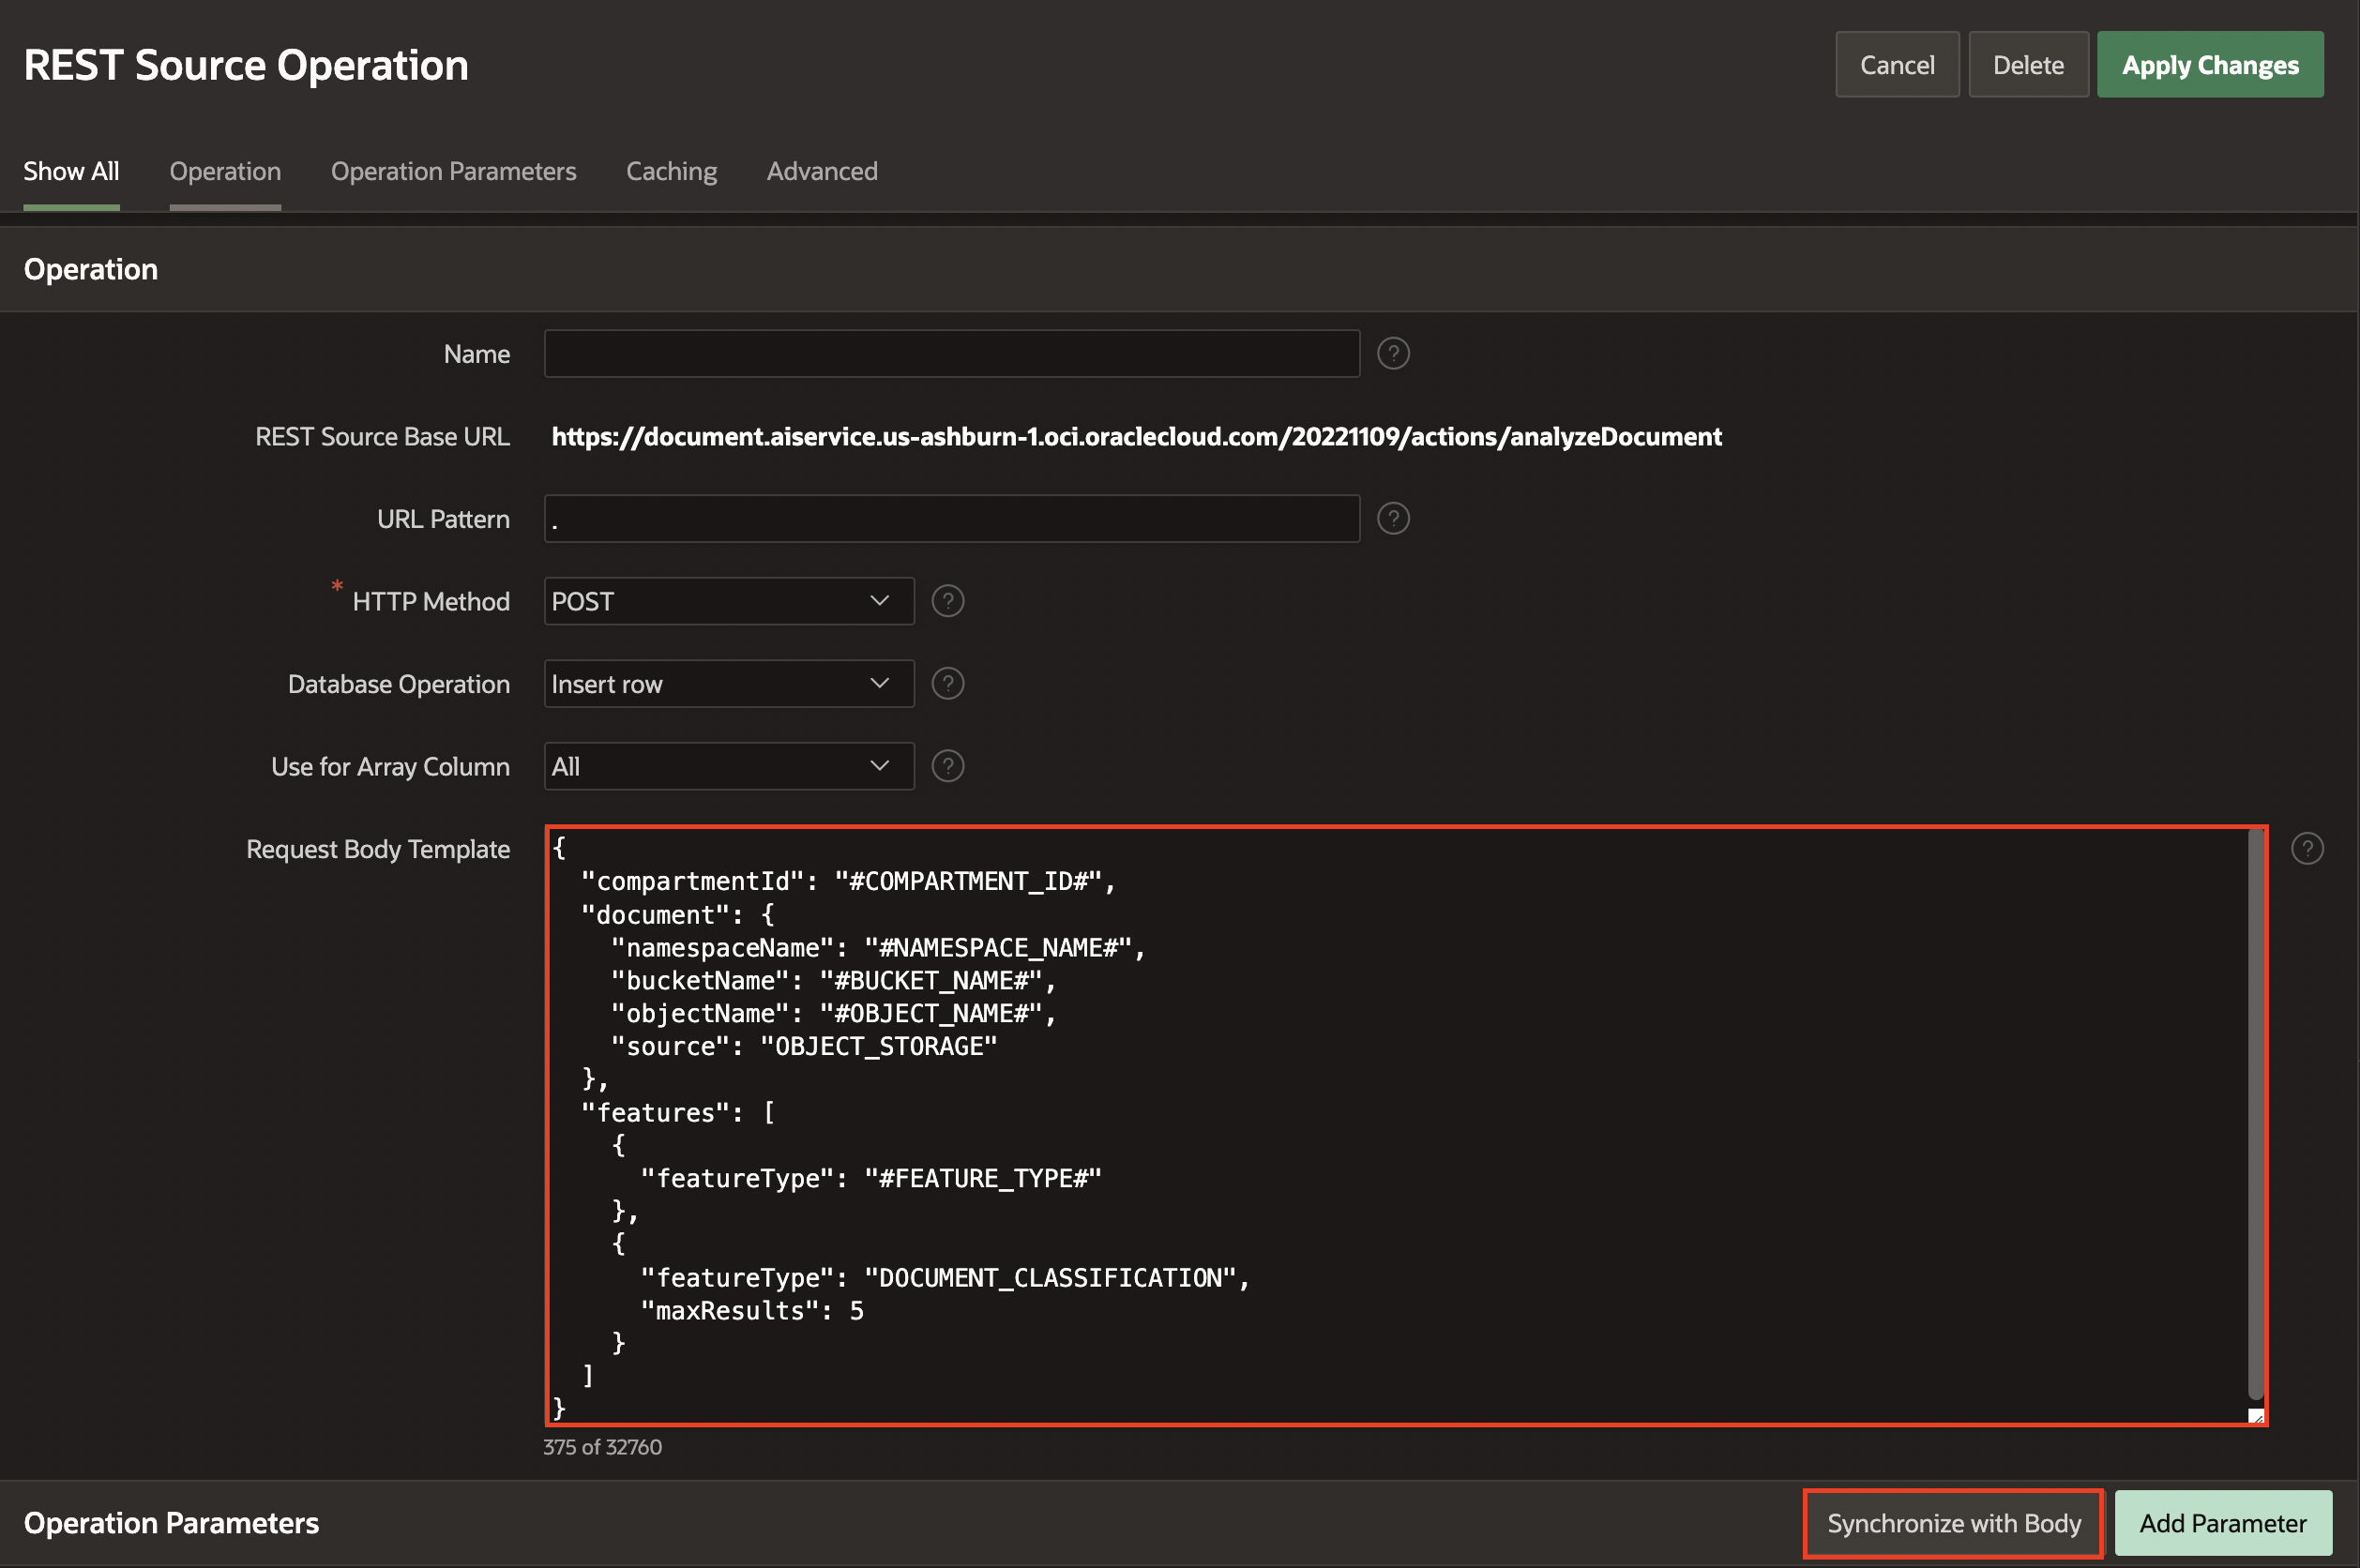 REST Source Operation
Cancel
Delete
Apply Changes
Show All
Operation
Operation Parameters
Caching
Advanced
Operation
Name
?
REST Source Base URL
https://document.aiservice.us-ashburn-1.oci.oraclecloud.com/20221109/actions/analyzeDocument
URL Pattern
.
?
* HTTP Method
POST
?
Database Operation
Insert row
?
Use for Array Column
All
?
Request Body Template
{
  "compartmentId": "#COMPARTMENT_ID#",
  "document": {
    "namespaceName": "#NAMESPACE_NAME#",
    "bucketName": "#BUCKET_NAME#",
    "objectName": "#OBJECT_NAME#",
    "source": "OBJECT_STORAGE"
  },
  "features": [
    {
      "featureType": "#FEATURE_TYPE#"
    },
    {
      "featureType": "DOCUMENT_CLASSIFICATION",
      "maxResults": 5
    }
  ]
}
?
375 of 32760
Operation Parameters
Synchronize with Body
Add Parameter